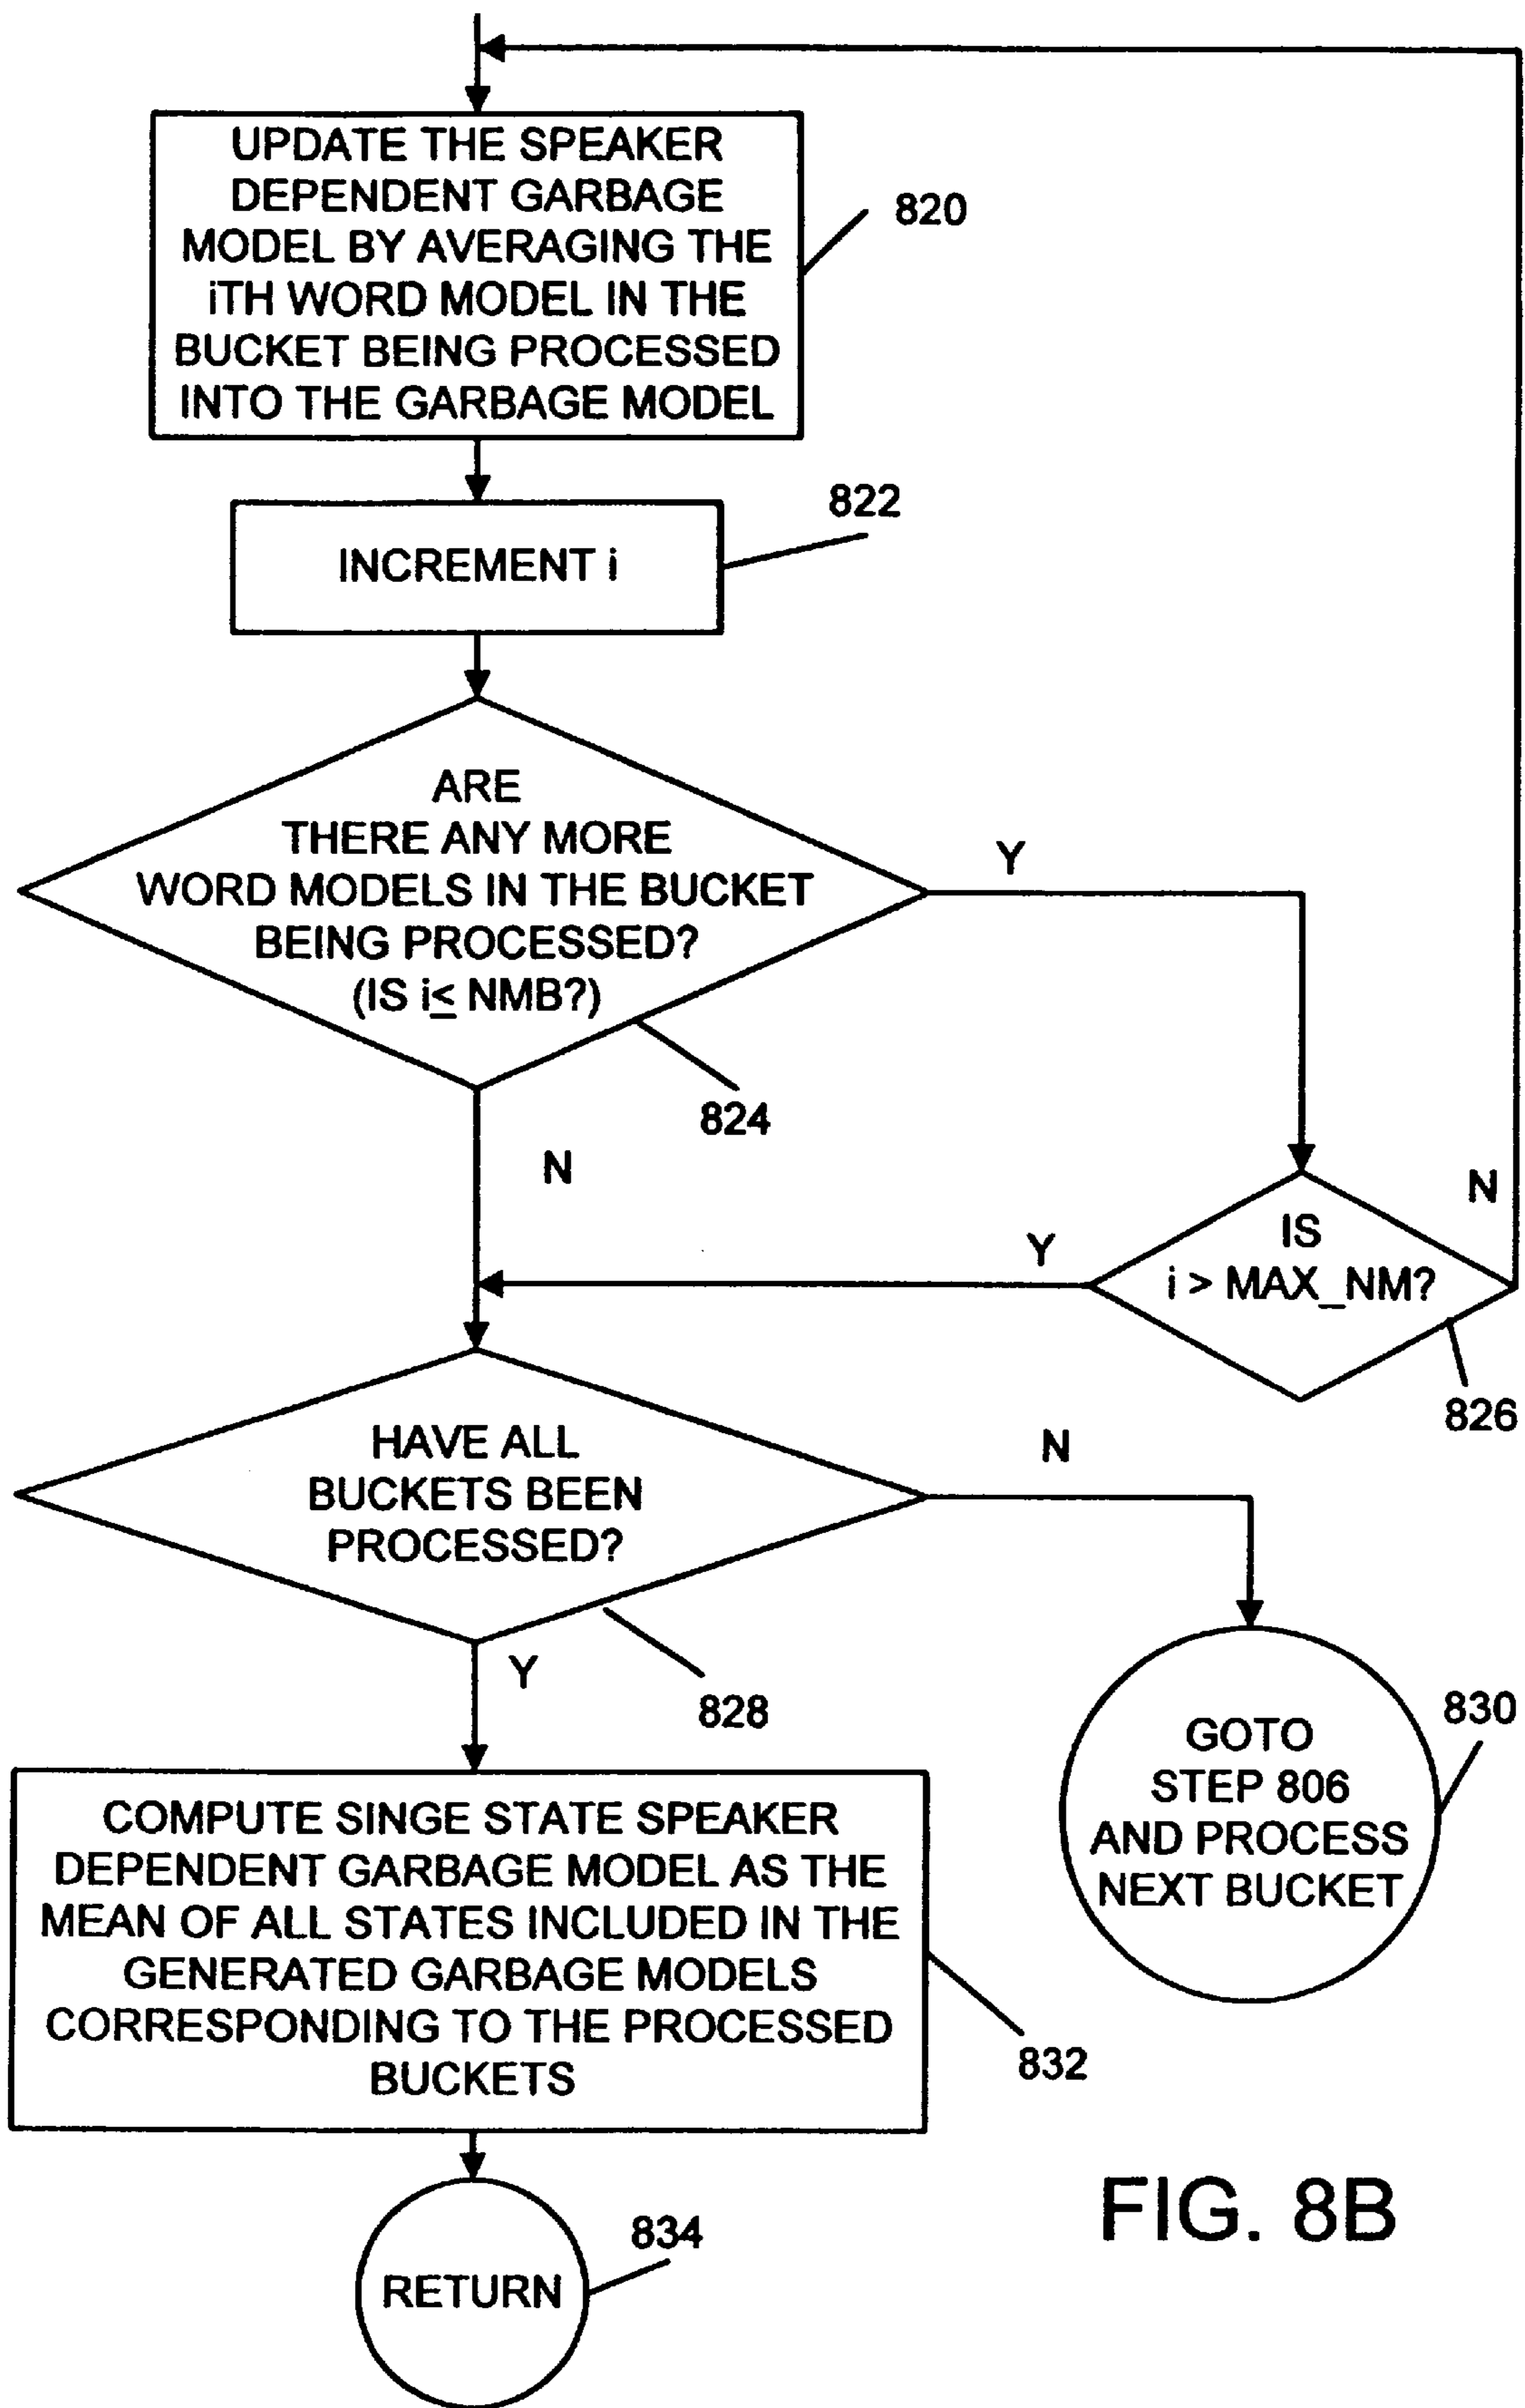 UPDATE THE SPEAKER
DEPENDENT GARBAGE
MODEL BY AVERAGING THE
iTH WORD MODEL IN THE
BUCKET BEING PROCESSED
INTO THE GARBAGE MODEL
820
822
INCREMENT i
ARE
THERE ANY MORE
WORD MODELS IN THE BUCKET
BEING PROCESSED?
(IS i≤ NMB?)
Y
824
N
N
Y
IS
i > MAX_NM?
826
HAVE ALL
BUCKETS BEEN
PROCESSED?
N
828
Y
830
GOTO
STEP 806
AND PROCESS
NEXT BUCKET
COMPUTE SINGE STATE SPEAKER
DEPENDENT GARBAGE MODEL AS THE
MEAN OF ALL STATES INCLUDED IN THE
GENERATED GARBAGE MODELS
CORRESPONDING TO THE PROCESSED
BUCKETS
832
834
RETURN
FIG. 8B